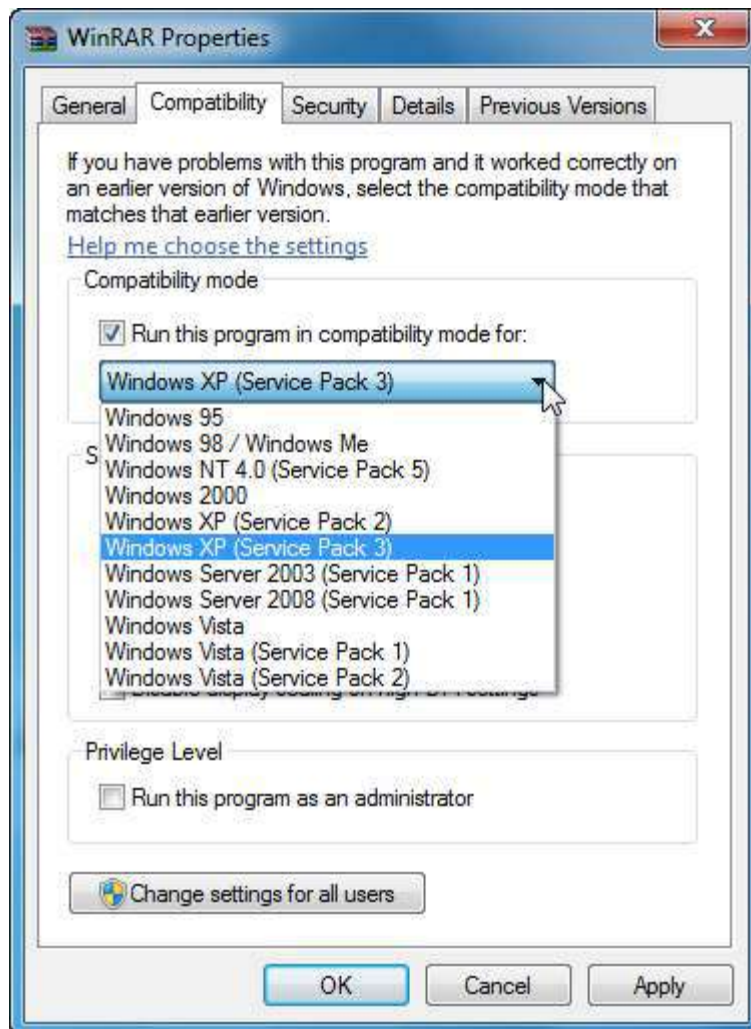 WinRAR Properties
General Compatibility Security Details Previous Versions
If you have problems with this program and it worked correctly on
an earlier version of Windows, select the compatibility mode that
matches that earlier version.
Help me choose the settings
Compatibility mode
Run this program in compatibility mode for:
Windows XP (Service Pack 3)
Windows 95
Windows 98 / Windows Me
Windows NT 4.0 (Service Pack 5)
Windows 2000
Windows XP (Service Pack 2)
Windows XP (Service Pack 3)
Windows Server 2003 (Service Pack 1)
Windows Server 2008 (Service Pack 1)
Windows Vista
Windows Vista (Service Pack 1)
Windows Vista (Service Pack 2)
Privilege Level
Run this program as an administrator
Change settings for all users
OK Cancel Apply